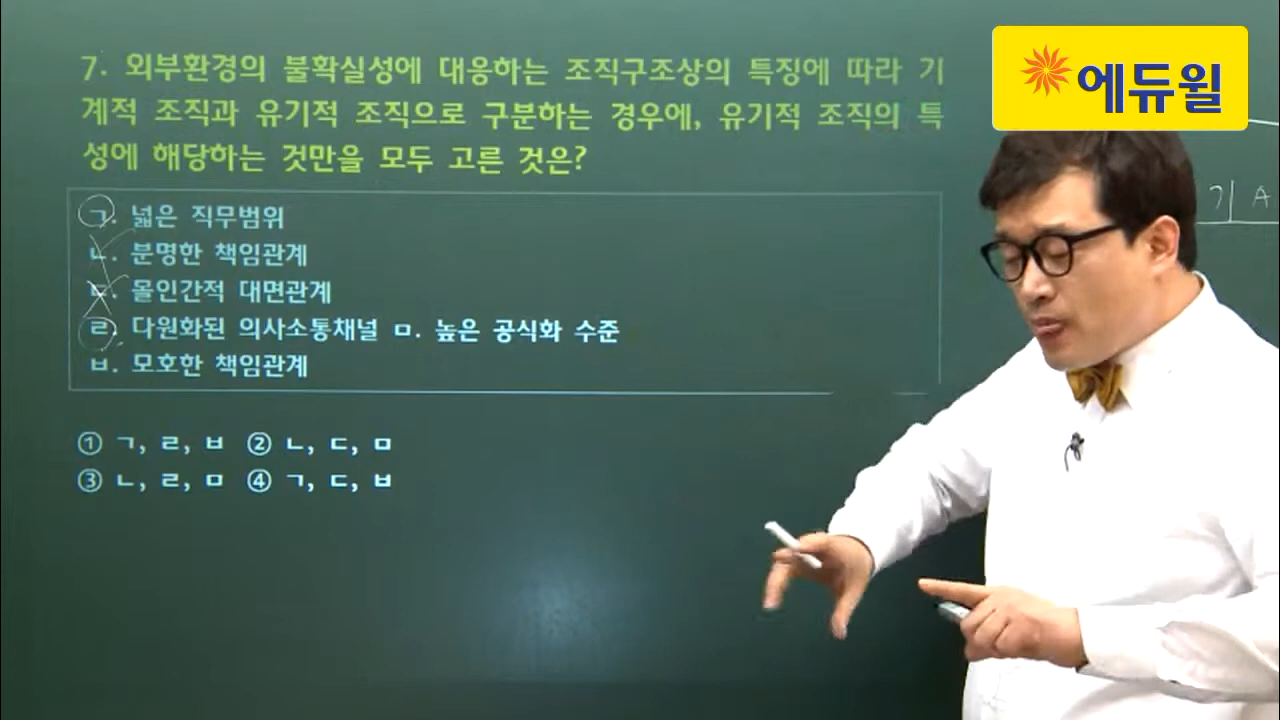 에듀윌
7. 외부환경의 불확실성에 대응하는 조직구조상의 특징에 따라 기
계적 조직과 유기적 조직으로 구분하는 경우에, 유기적 조직의 특
성에 해당하는 것만을 모두 고른 것은?
ㄱ. 넓은 직무범위
ㄴ. 분명한 책임관계
ㄷ. 몰인간적 대면관계
ㄹ. 다원화된 의사소통채널 ㅁ. 높은 공식화 수준
ㅂ. 모호한 책임관계
① ㄱ, ㄹ, ㅂ ② ㄴ, ㄷ, ㅁ
③ ㄴ, ㄹ, ㅁ ④ ㄱ, ㄷ, ㅂ
기 A